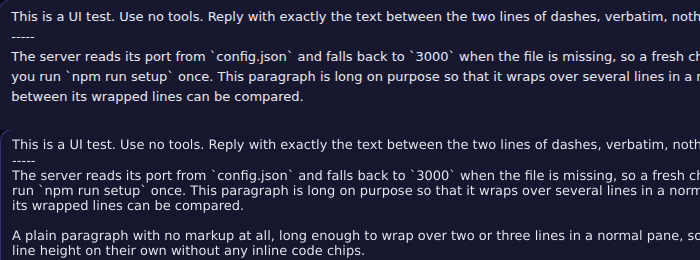 This is a UI test. Use no tools. Reply with exactly the text between the two lines of dashes, verbatim, noth
-----
The server reads its port from `config.json` and falls back to `3000` when the file is missing, so a fresh ch
you run `npm run setup` once. This paragraph is long on purpose so that it wraps over several lines in a
between its wrapped lines can be compared.
This is a UI test. Use no tools. Reply with exactly the text between the two lines of dashes, verbatim, noth
-----
The server reads its port from `config.json` and falls back to `3000` when the file is missing, so a fresh ch
run `npm run setup` once. This paragraph is long on purpose so that it wraps over several lines in a norm
its wrapped lines can be compared.
A plain paragraph with no markup at all, long enough to wrap over two or three lines in a normal pane, so
line height on their own without any inline code chips.